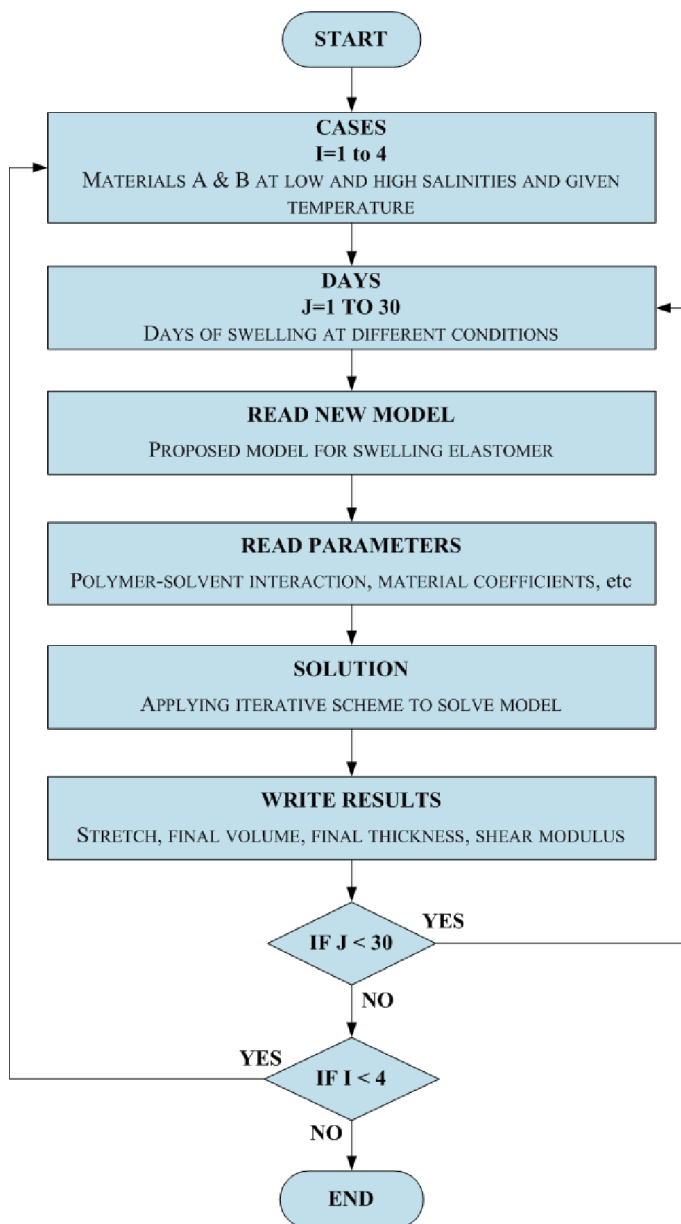 START
CASES
I=1 to 4
MATERIALS A & B AT LOW AND HIGH SALINITIES AND GIVEN
TEMPERATURE
DAYS
J=1 TO 30
DAYS OF SWELLING AT DIFFERENT CONDITIONS
READ NEW MODEL
PROPOSED MODEL FOR SWELLING ELASTOMER
READ PARAMETERS
POLYMER-SOLVENT INTERACTION, MATERIAL COEFFICIENTS, etc
SOLUTION
APPLYING ITERATIVE SCHEME TO SOLVE MODEL
WRITE RESULTS
STRETCH, FINAL VOLUME, FINAL THICKNESS, SHEAR MODULUS
IF J < 30
YES
NO
YES
IF I < 4
NO
END